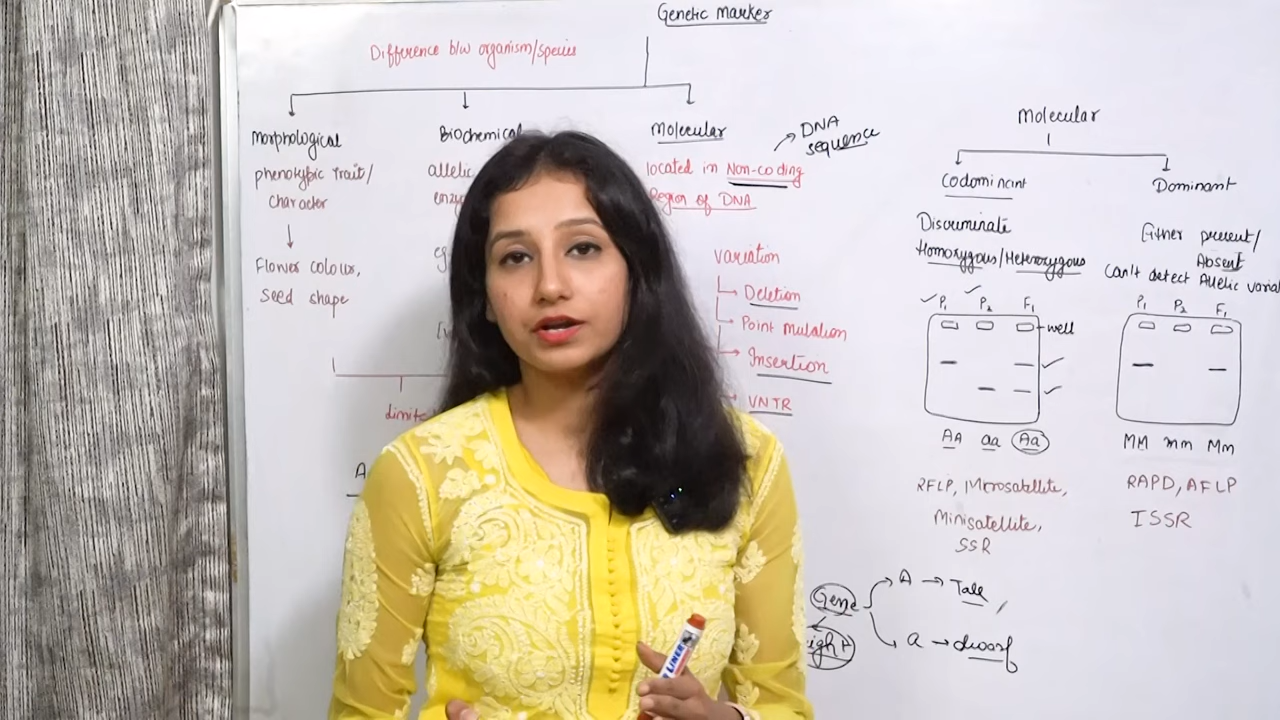 Genetic Marker
Difference b/w organism/species
Morphological
phenotypic trait/
character
Flower colour,
Seed shape
Biochemical
allelic
Molecular
DNA
sequence
located in Non-coding
Region of DNA
variation
Deletion
Point mutation
Insertion
VNTR
A
Molecular
Codominant
Discriminate
Homozygous/Heterozygous
P1 P2 F1
well
AA aa Aa
RFLP, Microsatellite,
Minisatellite,
SSR
Dominant
Either present/
Absent
Can't detect Allelic
P1 P2 F1
MM mm Mm
RAPD, AFLP
ISSR
Gene
A → Tall
a → dwarf
LINER